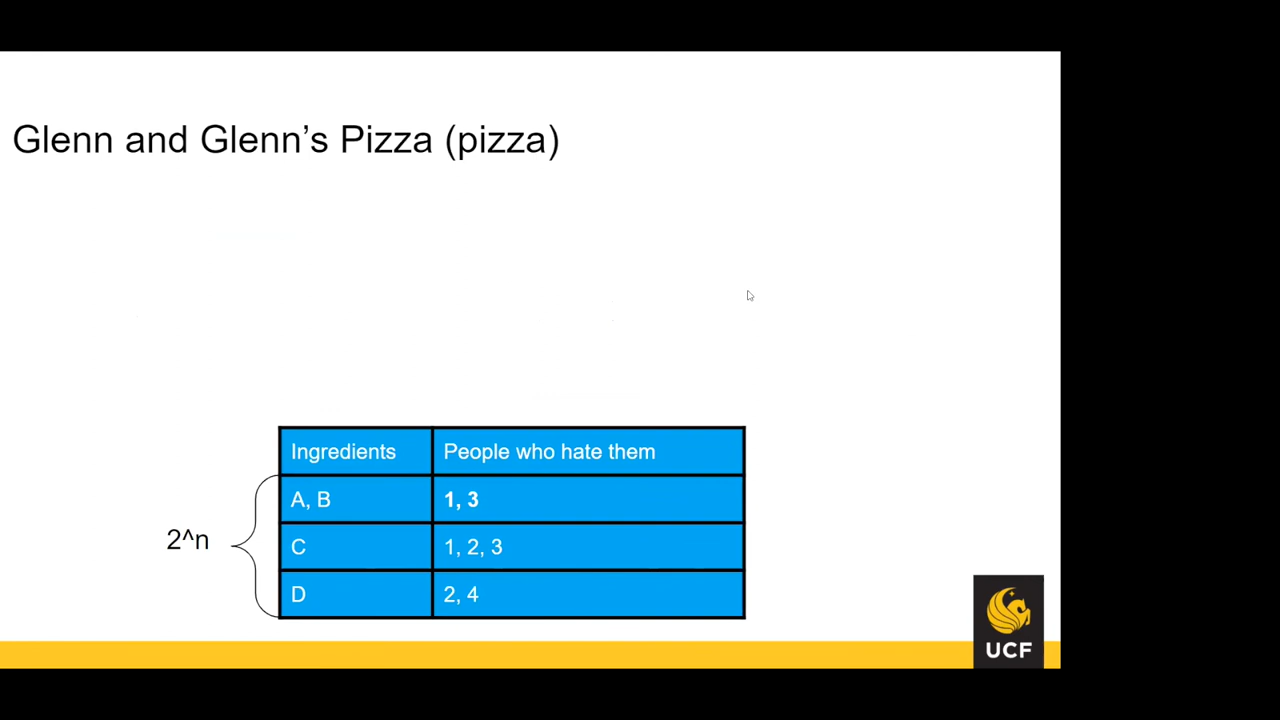 Glenn and Glenn’s Pizza (pizza)
Ingredients People who hate them
A, B 1, 3
2^n
C 1, 2, 3
D 2, 4
UCF